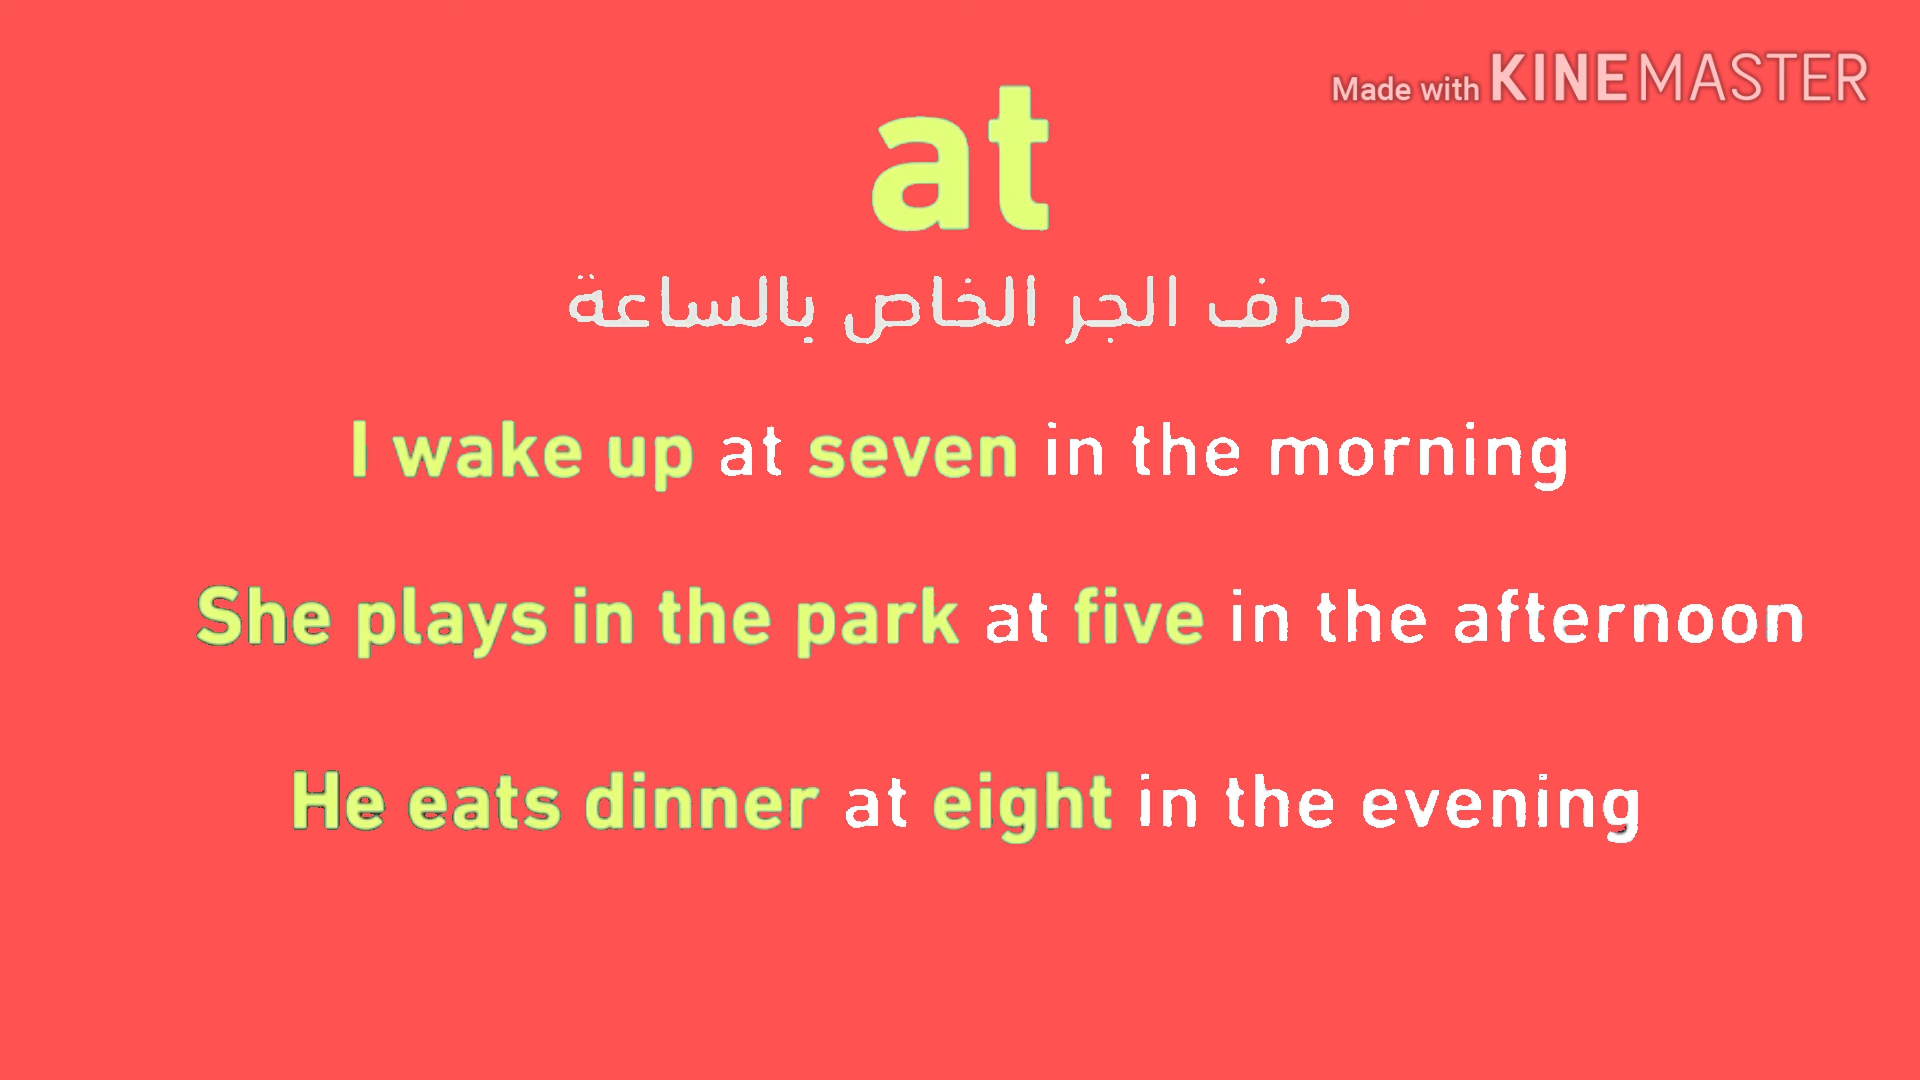 Made with KINEMASTER
at
حرف الجر الخاص بالساعة
I wake up at seven in the morning
She plays in the park at five in the afternoon
He eats dinner at eight in the evening